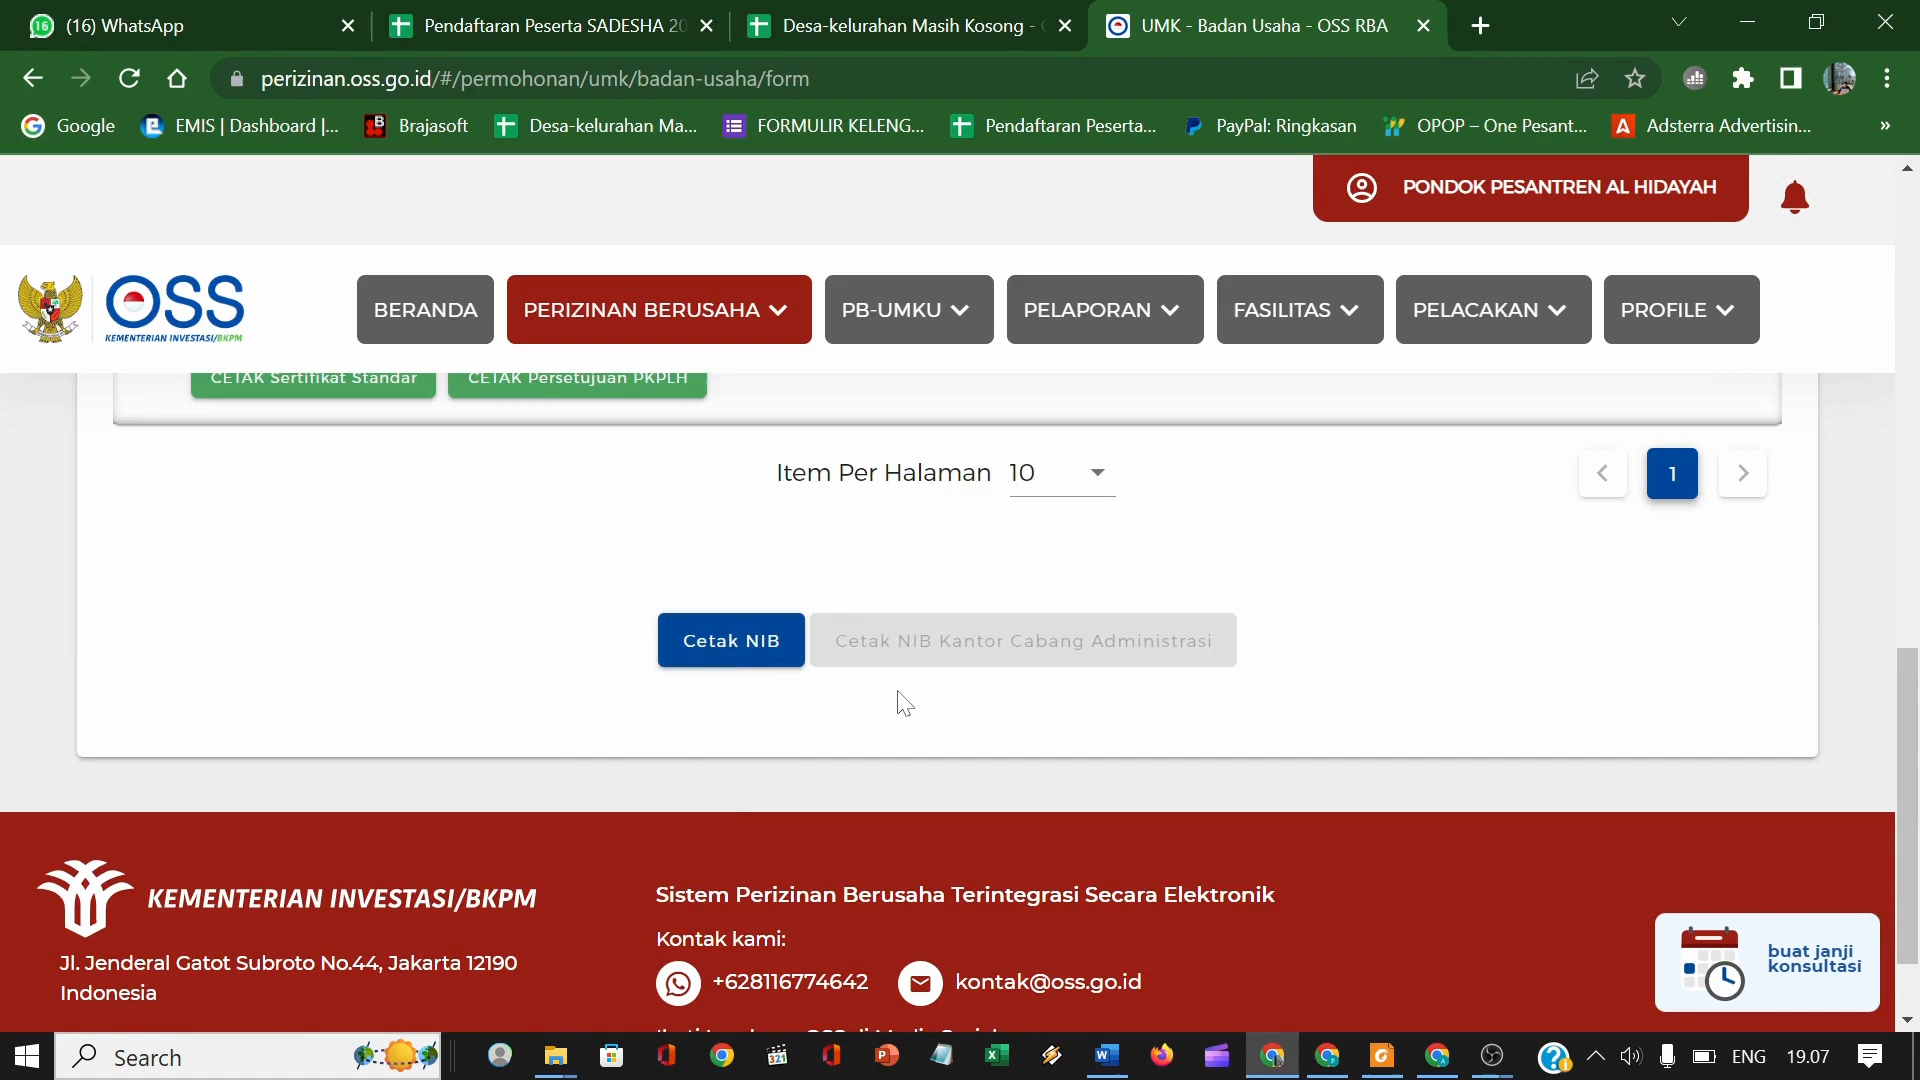 (16) WhatsApp
Pendaftaran Peserta SADESHA 20
Desa-kelurahan Masih Kosong -
UMK - Badan Usaha - OSS RBA
perizinan.oss.go.id/#/permohonan/umk/badan-usaha/form
Google
EMIS | Dashboard |...
Brajasoft
Desa-kelurahan Ma...
FORMULIR KELENG...
Pendaftaran Peserta...
PayPal: Ringkasan
OPOP – One Pesant...
Adsterra Advertisin...
»
PONDOK PESANTREN AL HIDAYAH
OSS
KEMENTERIAN INVESTASI/BKPM
BERANDA
PERIZINAN BERUSAHA
PB-UMKU
PELAPORAN
FASILITAS
PELACAKAN
PROFILE
CETAK Sertifikat Standar
CETAK Persetujuan PKPLH
Item Per Halaman 10
1
Cetak NIB
Cetak NIB Kantor Cabang Administrasi
KEMENTERIAN INVESTASI/BKPM
Jl. Jenderal Gatot Subroto No.44, Jakarta 12190
Indonesia
Sistem Perizinan Berusaha Terintegrasi Secara Elektronik
Kontak kami:
+628116774642
kontak@oss.go.id
buat janji
konsultasi
Search
ENG
19.07